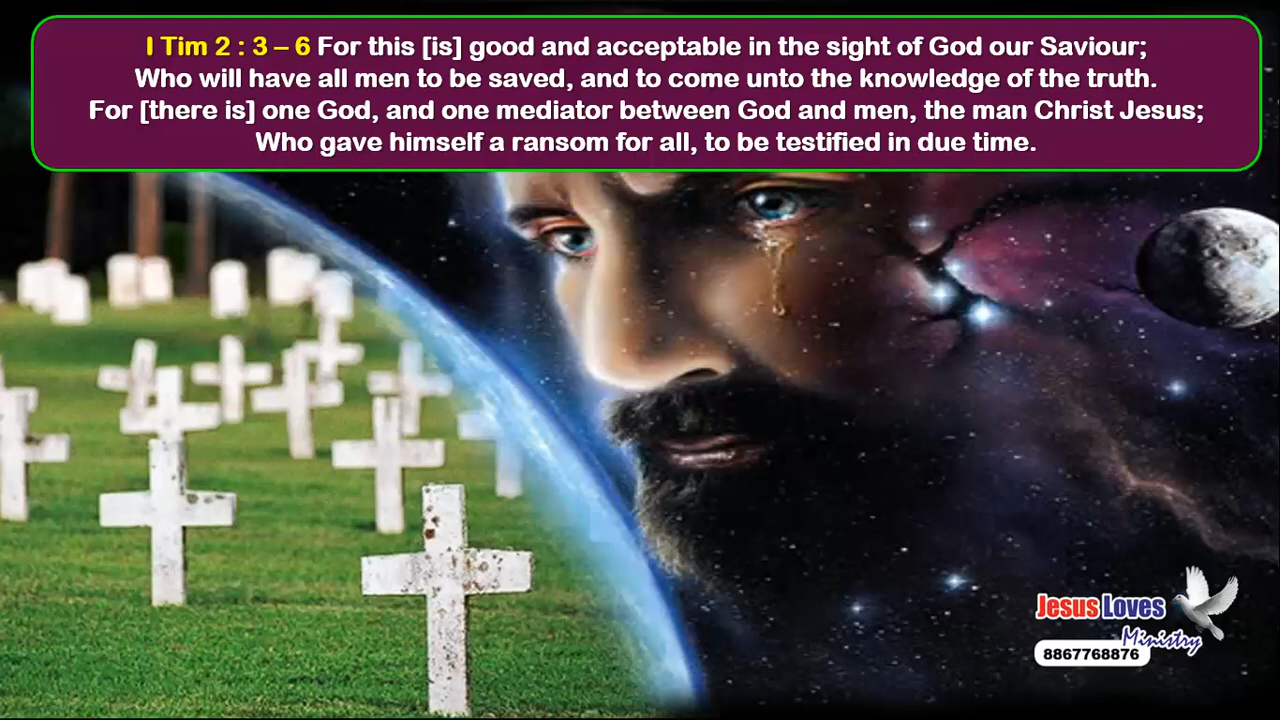 I Tim 2 : 3 – 6 For this [is] good and acceptable in the sight of God our Saviour;
Who will have all men to be saved, and to come unto the knowledge of the truth.
For [there is] one God, and one mediator between God and men, the man Christ Jesus;
Who gave himself a ransom for all, to be testified in due time.
Jesus Loves
Ministry
8867768876